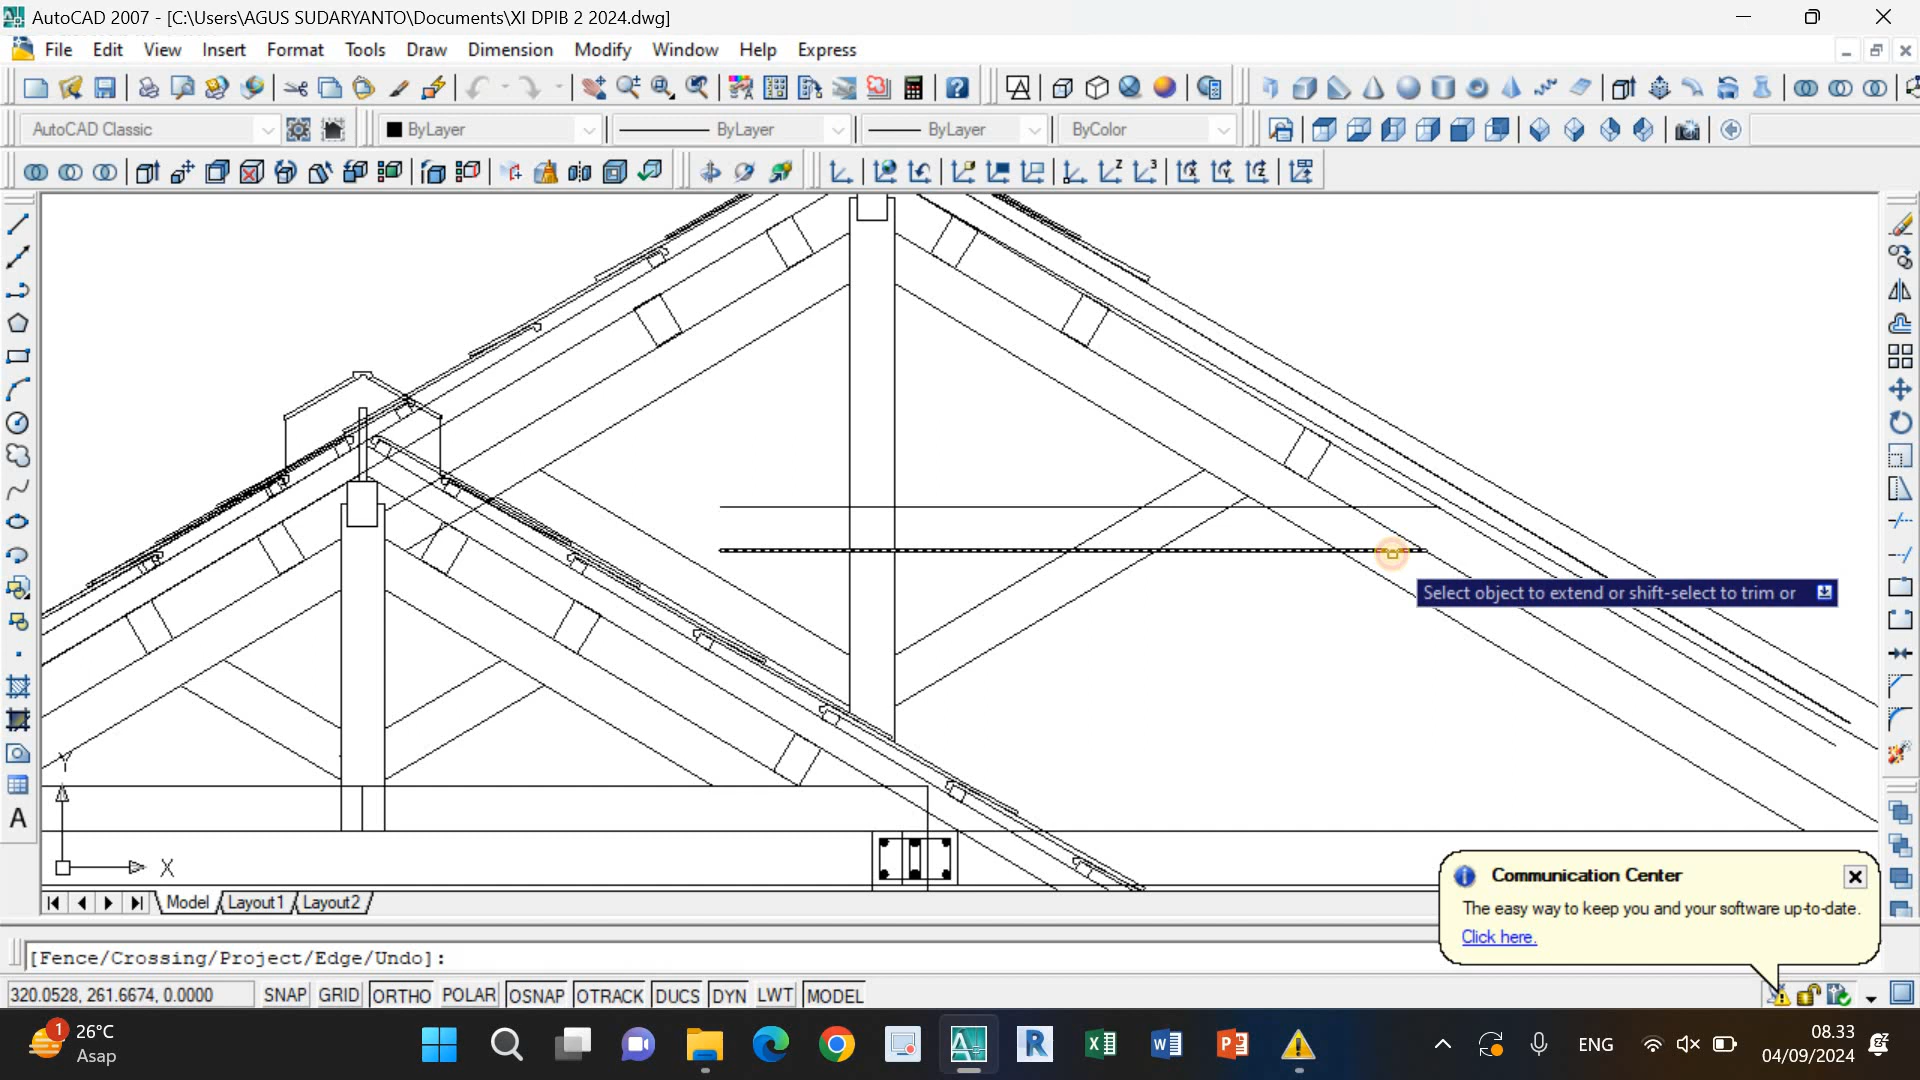 AutoCAD 2007 - [C:\Users\AGUS SUDARYANTO\Documents\XI DPIB 2 2024.dwg]
File Edit View Insert Format Tools Draw Dimension Modify Window Help Express
AutoCAD Classic ByLayer ByLayer ByLayer ByColor
Select object to extend or shift-select to trim or
Y
X
A
Model Layout1 Layout2
Communication Center
The easy way to keep you and your software up-to-date.
Click here.
[Fence/Crossing/Project/Edge/Undo]:
320.0528, 261.6674, 0.0000 SNAP GRID ORTHO POLAR OSNAP OTRACK DUCS DYN LWT MODEL
1 26°C
Asap
ENG
08.33
04/09/2024